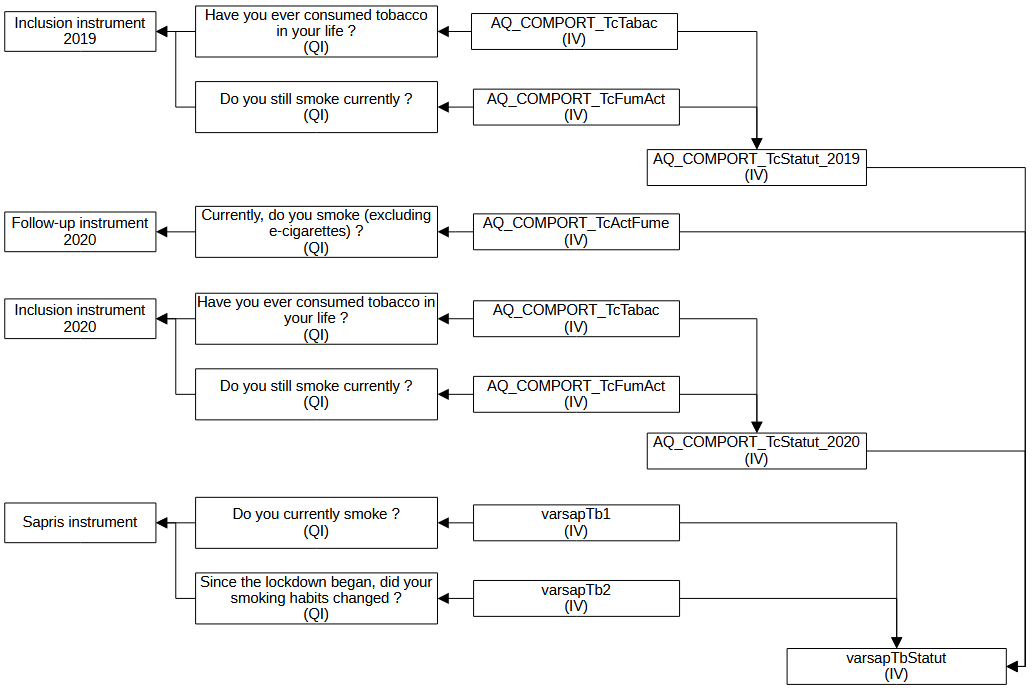 Inclusion instrument
2019
Have you ever consumed tobacco
in your life ?
(QI)
AQ_COMPORT_TcTabac
(IV)
Do you still smoke currently ?
(QI)
AQ_COMPORT_TcFumAct
(IV)
AQ_COMPORT_TcStatut_2019
(IV)
Follow-up instrument
2020
Currently, do you smoke (excluding
e-cigarettes) ?
(QI)
AQ_COMPORT_TcActFume
(IV)
Inclusion instrument
2020
Have you ever consumed tobacco in
your life ?
(QI)
AQ_COMPORT_TcTabac
(IV)
Do you still smoke currently ?
(QI)
AQ_COMPORT_TcFumAct
(IV)
AQ_COMPORT_TcStatut_2020
(IV)
Sapris instrument
Do you currently smoke ?
(QI)
varsapTb1
(IV)
Since the lockdown began, did your
smoking habits changed ?
(QI)
varsapTb2
(IV)
varsapTbStatut
(IV)